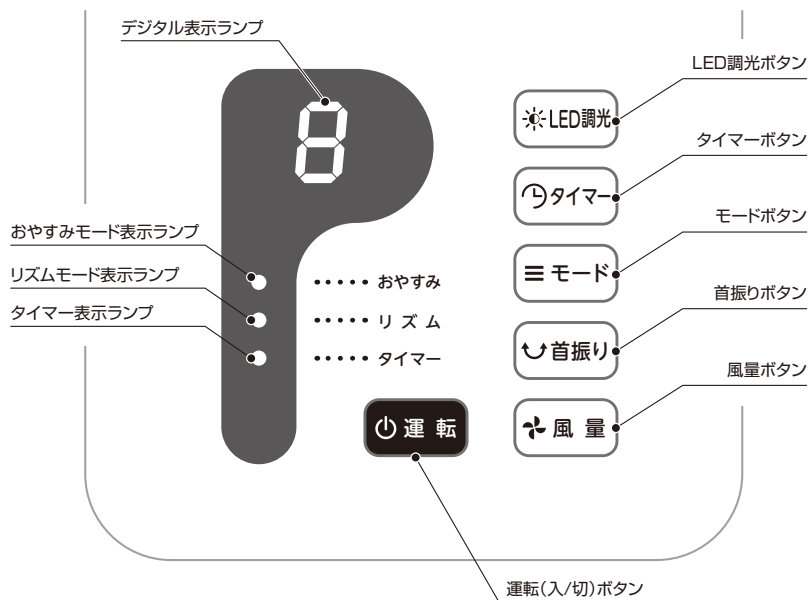 デジタル表示ランプ
8
LED調光ボタン
LED調光
タイマーボタン
タイマー
モードボタン
おやすみモード表示ランプ
モード
おやすみ
リズムモード表示ランプ
首振りボタン
リズム
タイマー表示ランプ
首振り
タイマー
風量ボタン
運転
風量
運転(入/切)ボタン